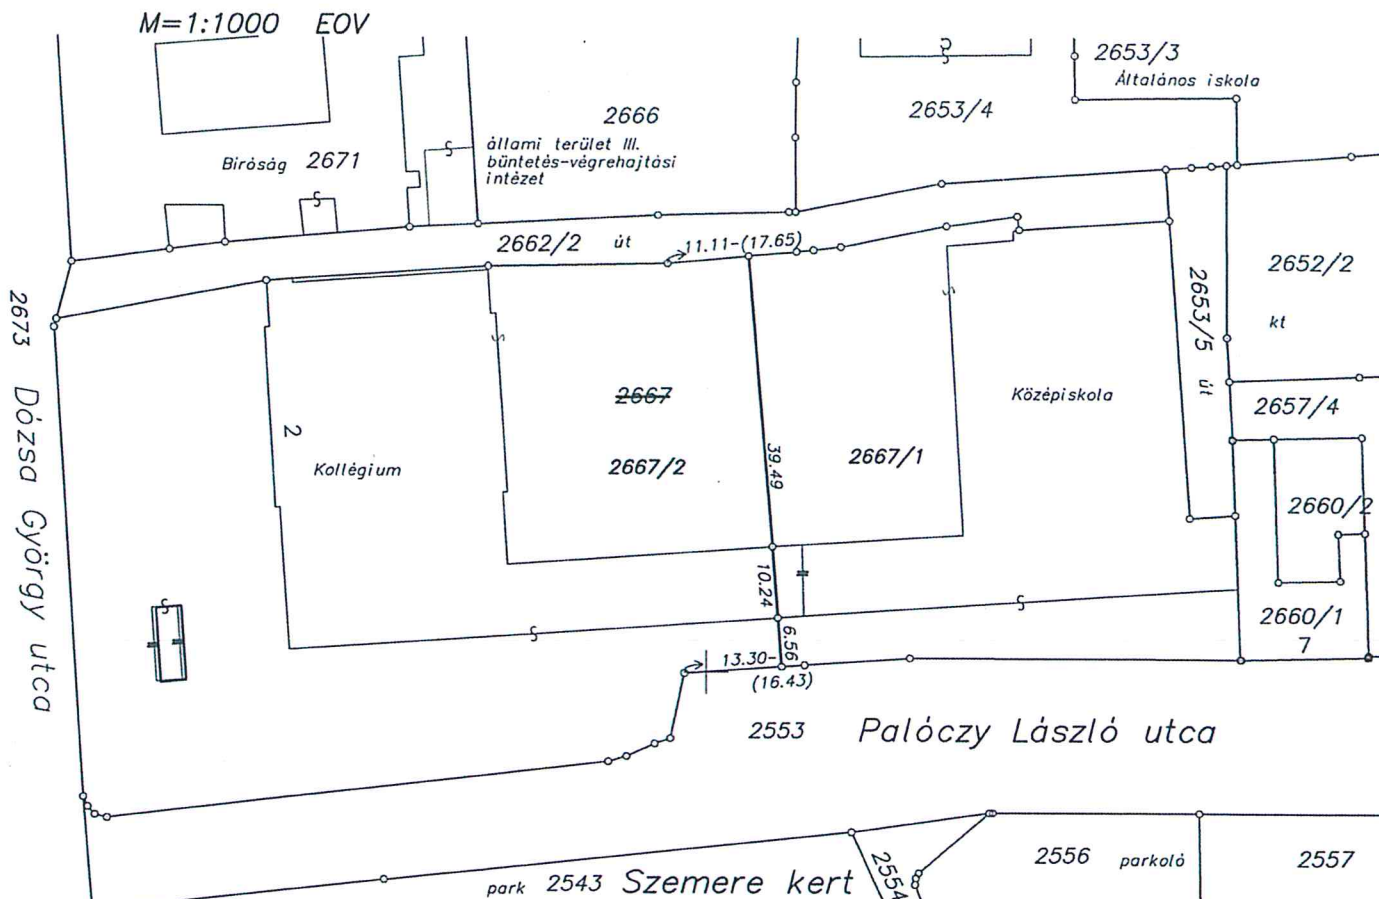 M=1:1000 EOV
2653/3
Általános iskola
2666
2653/4
állami terület III.
büntetés-végrehajtási
intézet
Bíróság 2671
2662/2 út
11.11-(17.65)
2652/2
kt
2653/5 út
2673 Dózsa György utca
2667
Középiskola
2657/4
2
Kollégium
2667/2
39.49
2667/1
2660/2
10.24
2660/1
7
6.56
13.30-
(16.43)
2553 Palóczy László utca
2554
2556 parkoló
2557
park 2543 Szemere kert